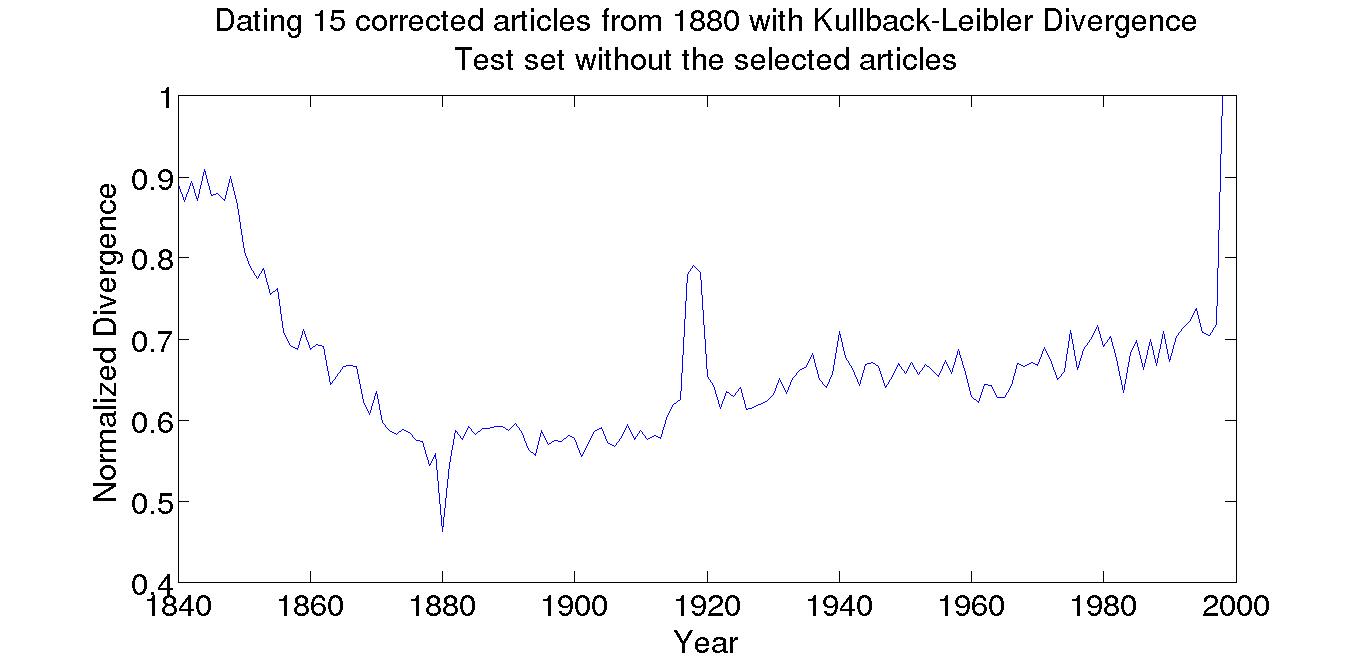 Dating 15 corrected articles from 1880 with Kullback-Leibler Divergence
Test set without the selected articles
Normalized Divergence
1
0.9
0.8
0.7
0.6
0.5
0.4
1840 1860 1880 1900 1920 1940 1960 1980 2000
Year